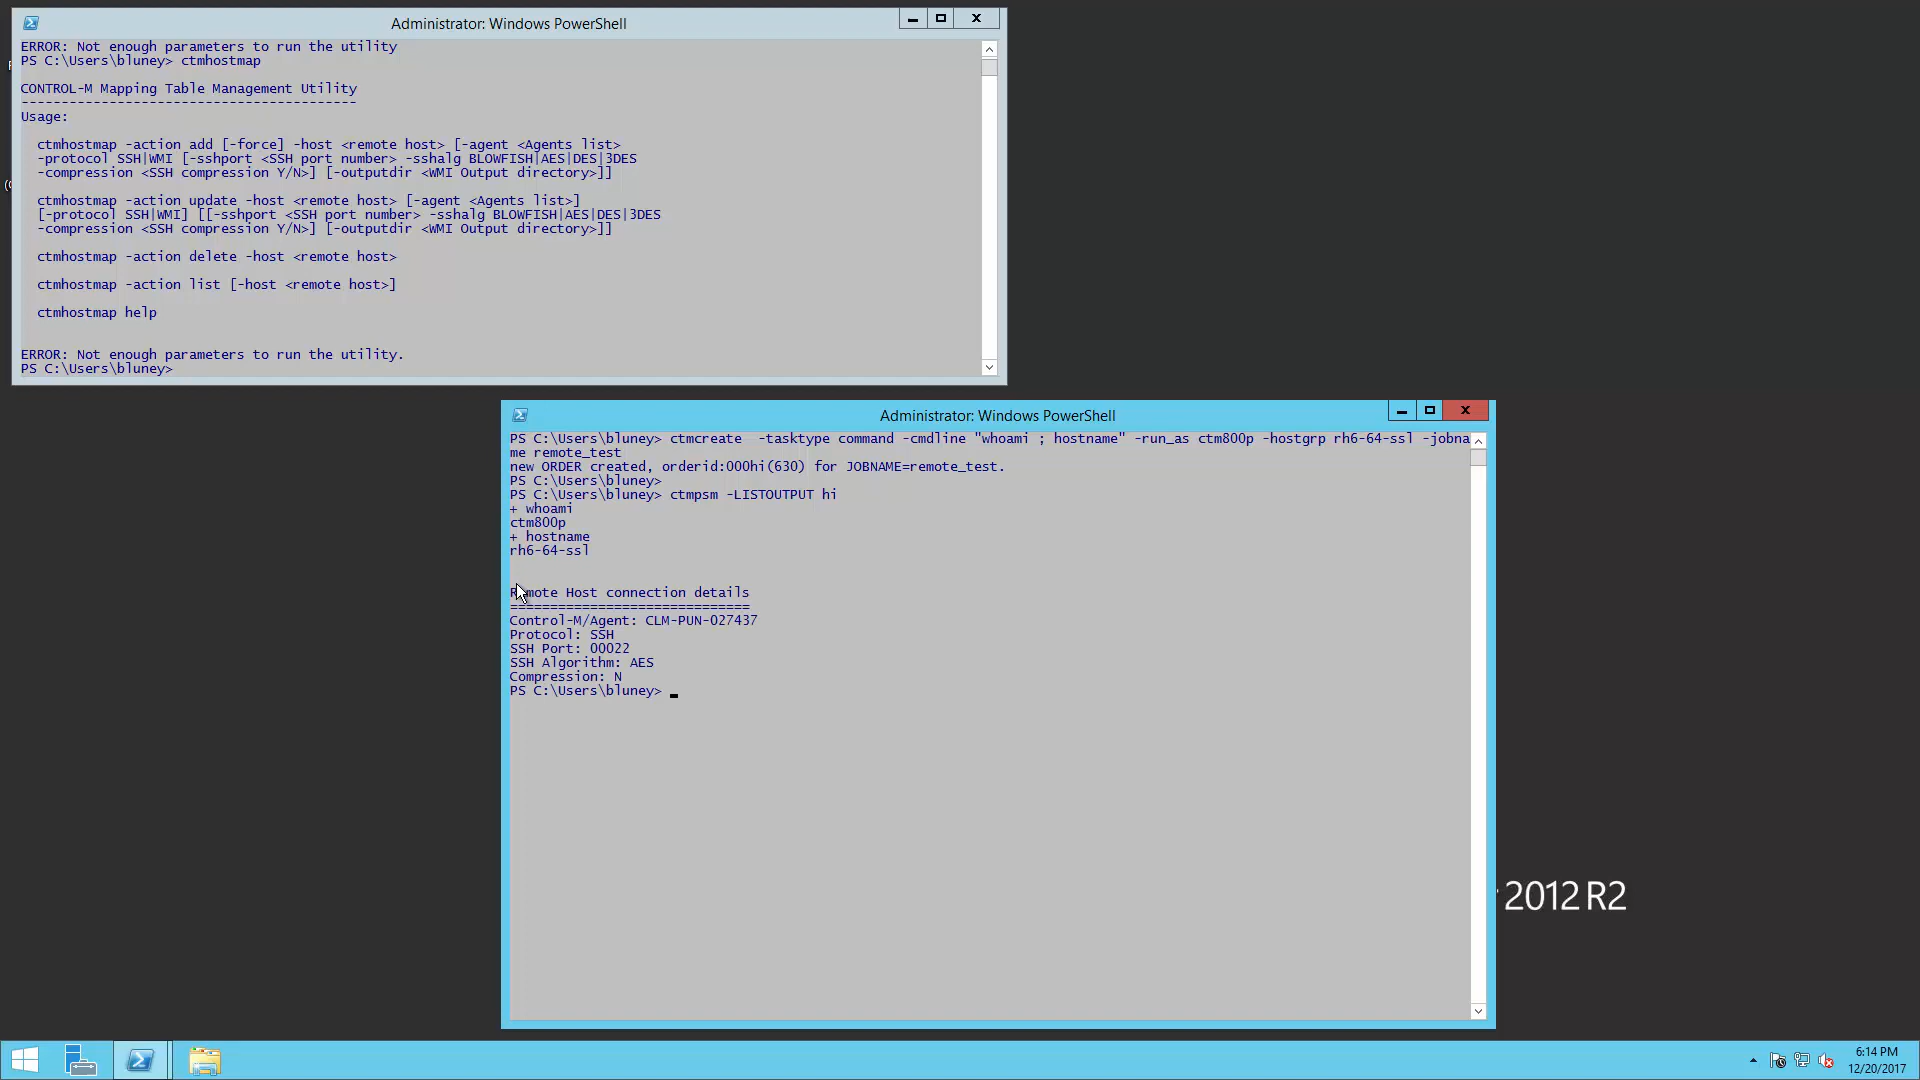 Administrator: Windows PowerShell
ERROR: Not enough parameters to run the utility
PS C:\Users\bluney> ctmhostmap
CONTROL-M Mapping Table Management Utility
------------------------------------------
Usage:
ctmhostmap -action add [-force] -host <remote host> [-agent <Agents list>
-protocol SSH|WMI [-sshport <SSH port number> -sshalg BLOWFISH|AES|DES|3DES
-compression <SSH compression Y/N>] [-outputdir <WMI Output directory>]]
ctmhostmap -action update -host <remote host> [-agent <Agents list>]
[-protocol SSH|WMI] [[-sshport <SSH port number> -sshalg BLOWFISH|AES|DES|3DES
-compression <SSH compression Y/N>] [-outputdir <WMI Output directory>]]
ctmhostmap -action delete -host <remote host>
ctmhostmap -action list [-host <remote host>]
ctmhostmap help
ERROR: Not enough parameters to run the utility.
PS C:\Users\bluney>
Administrator: Windows PowerShell
PS C:\Users\bluney> ctmcreate  -tasktype command -cmdline "whoami ; hostname" -run_as ctm800p -hostgrp rh6-64-ssl -jobna
me remote_test
new ORDER created, orderid:000hi(630) for JOBNAME=remote_test.
PS C:\Users\bluney>
PS C:\Users\bluney> ctmpsm -LISTOUTPUT hi
+ whoami
ctm800p
+ hostname
rh6-64-ssl
Remote Host connection details
==============================
Control-M/Agent: CLM-PUN-027437
Protocol: SSH
SSH Port: 00022
SSH Algorithm: AES
Compression: N
PS C:\Users\bluney> _
2012 R2
6:14 PM
12/20/2017